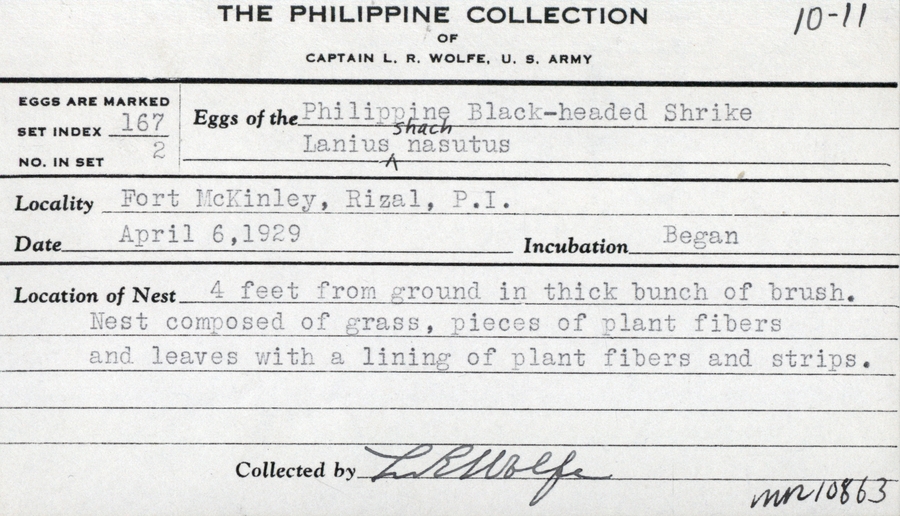 THE PHILIPPINE COLLECTION
10-11
OF
CAPTAIN L. R. WOLFE, U. S. ARMY
EGGS ARE MARKED
SET INDEX 167
NO. IN SET 2
Eggs of the Philippine Black-headed Shrike
shach
Lanius ^ nasutus
Locality Fort McKinley, Rizal, P.I.
Date April 6,1929 Incubation Began
Location of Nest 4 feet from ground in thick bunch of brush.
Nest composed of grass, pieces of plant fibers
and leaves with a lining of plant fibers and strips.
Collected by L R Wolfe
10863